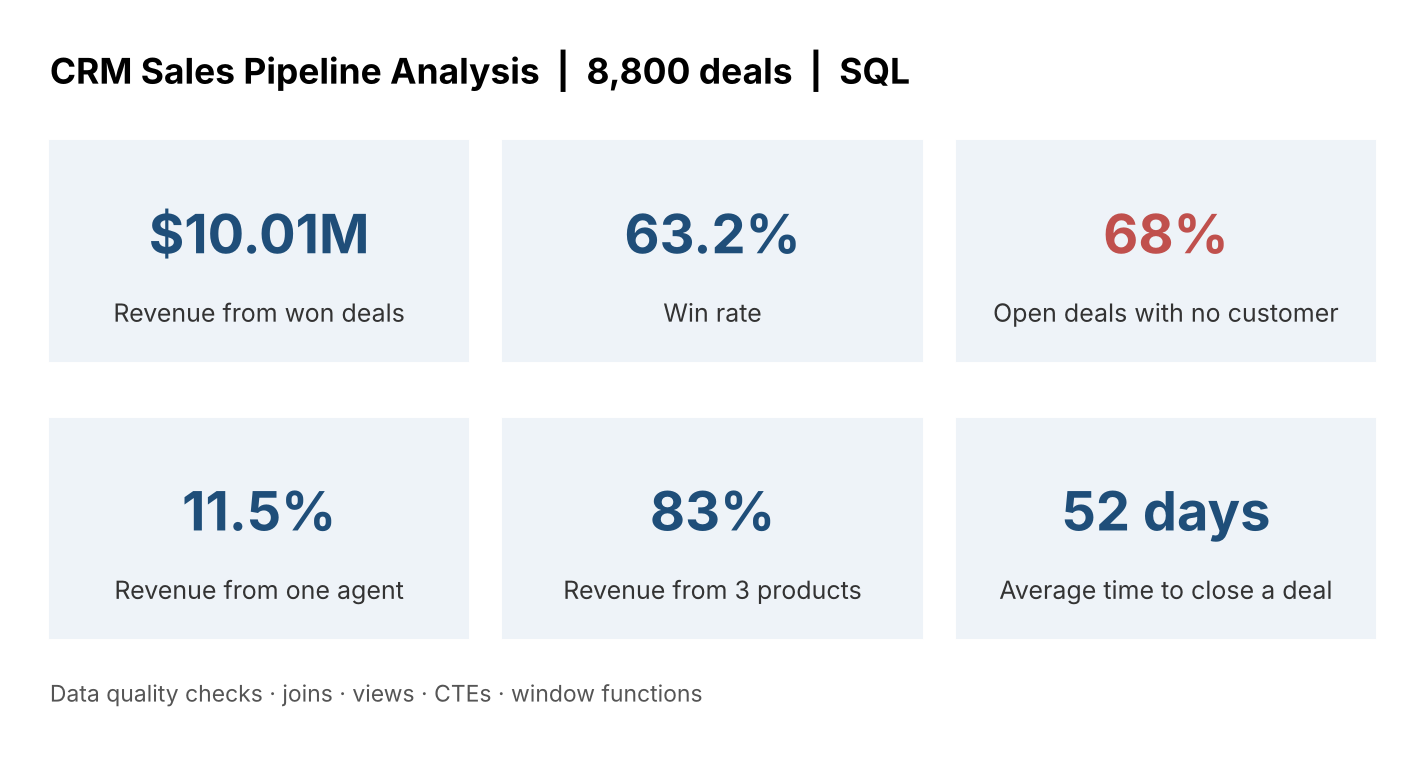 CRM Sales Pipeline Analysis | 8,800 deals | SQL
$10.01M
Revenue from won deals
63.2%
Win rate
68%
Open deals with no customer
11.5%
Revenue from one agent
83%
Revenue from 3 products
52 days
Average time to close a deal
Data quality checks · joins · views · CTEs · window functions